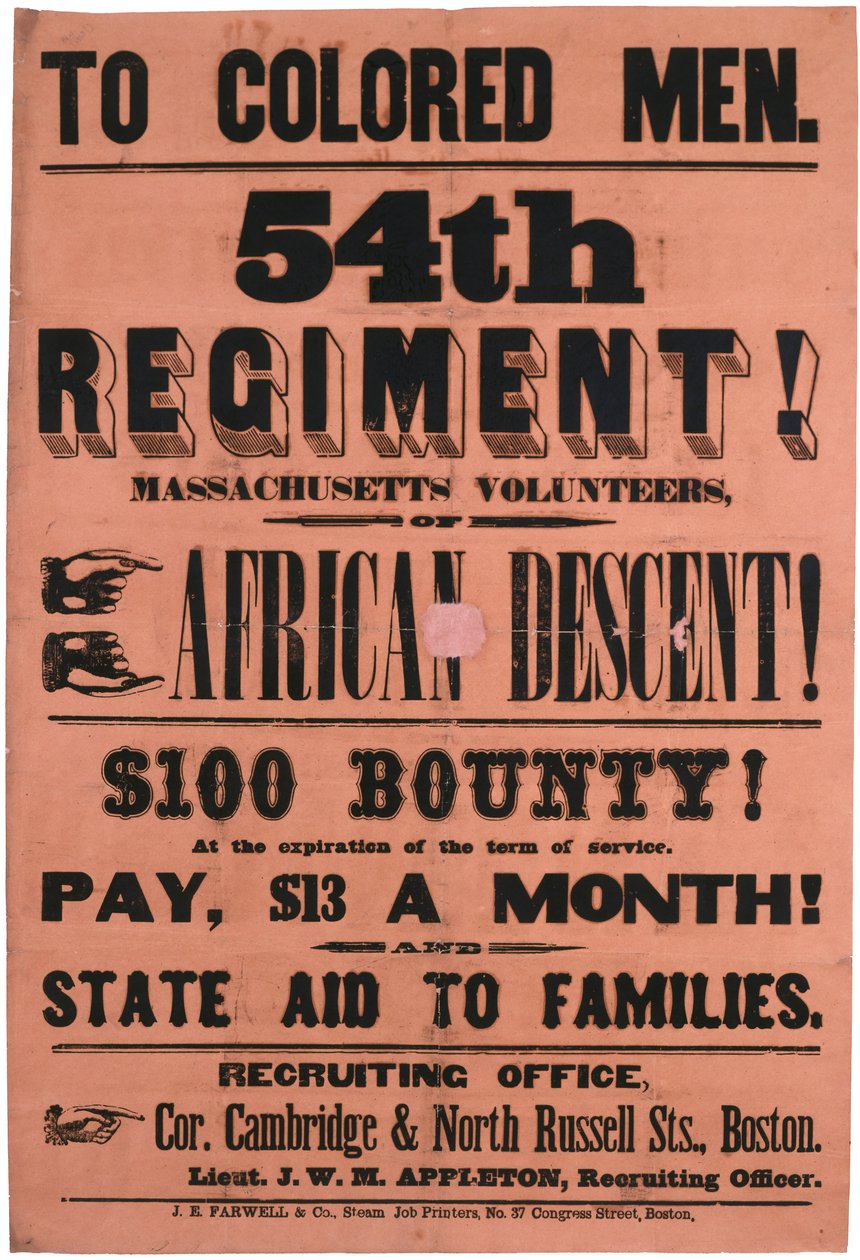 TO COLORED MEN.
54th
REGIMENT!
MASSACHUSETTS VOLUNTEERS,
OF
AFRICAN DESCENT!
$100 BOUNTY!
At the expiration of the term of service.
PAY, $13 A MONTH!
AND
STATE AID TO FAMILIES.
RECRUITING OFFICE,
Cor. Cambridge & North Russell Sts., Boston.
Lieut. J. W. M. APPLETON, Recruiting Officer.
J. E. FARWELL & Co., Steam Job Printers, No. 37 Congress Street, Boston.